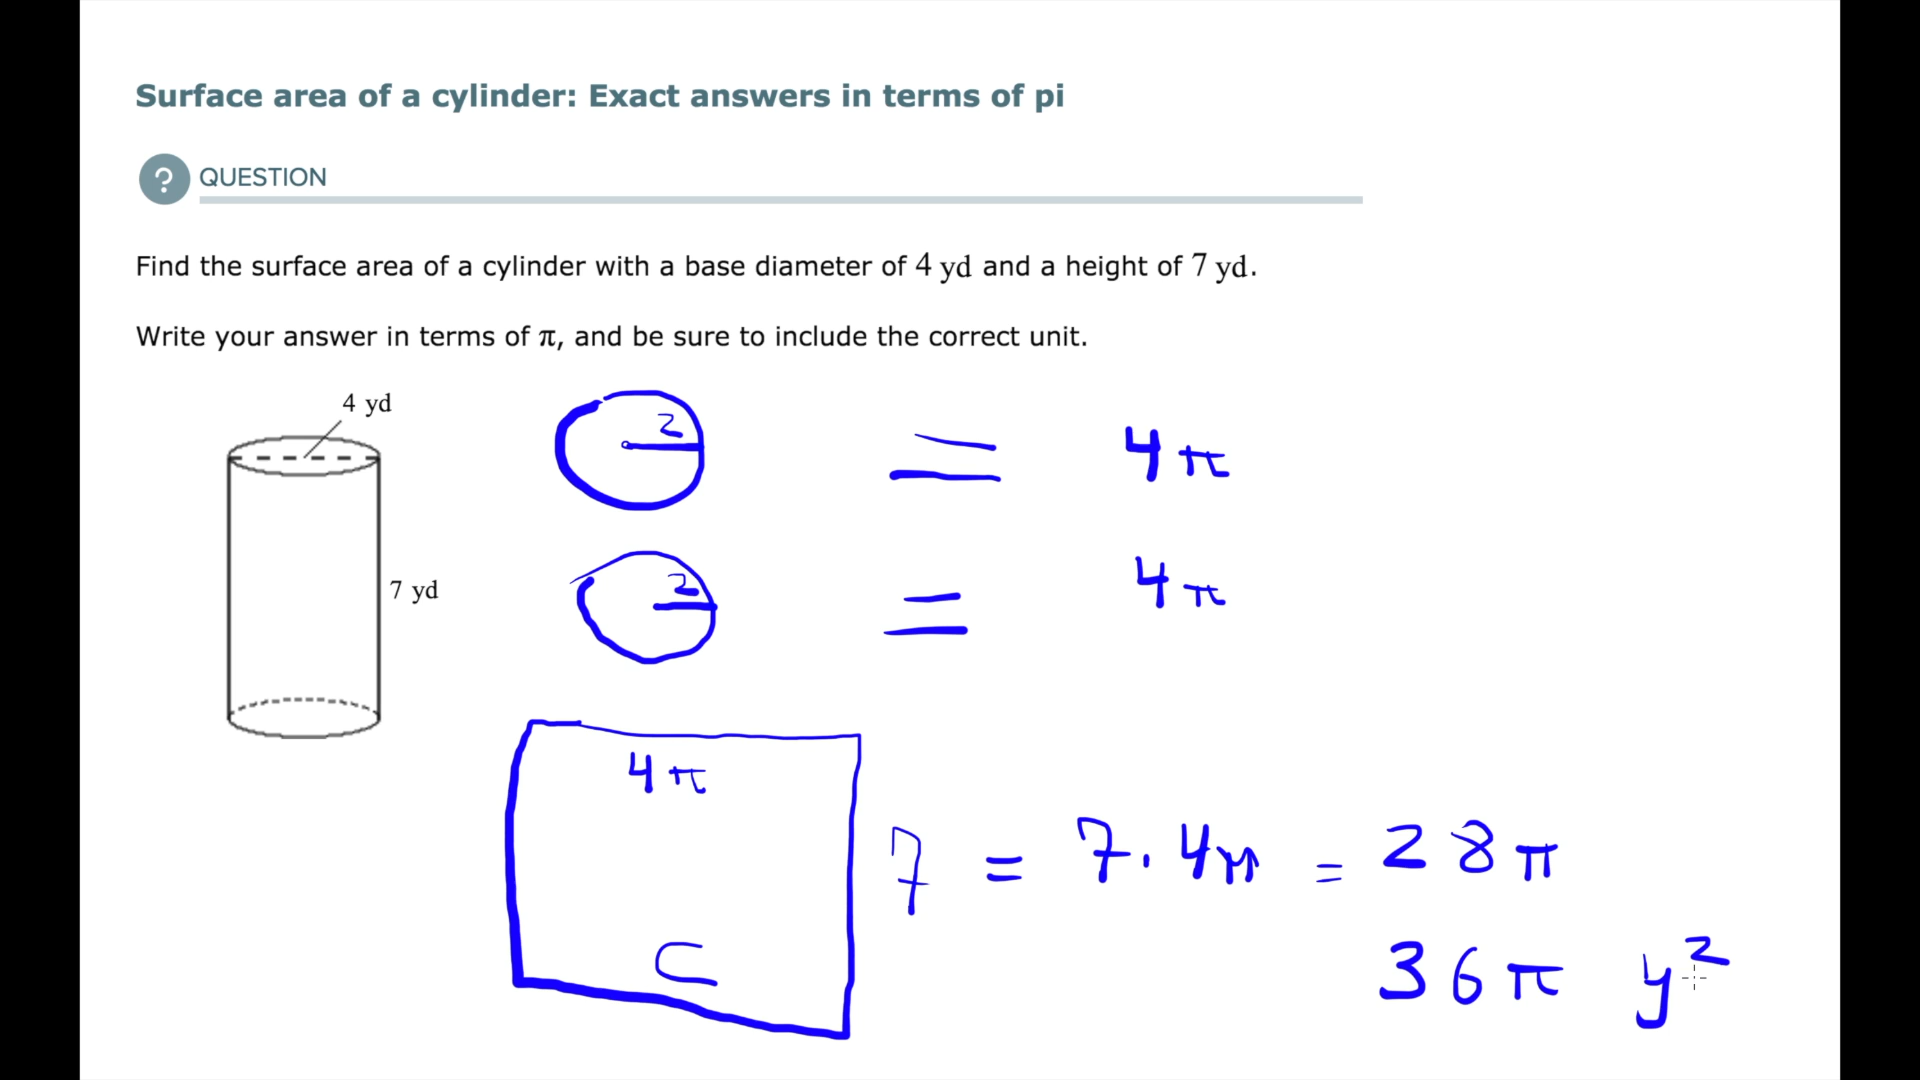 Surface area of a cylinder: Exact answers in terms of pi
? QUESTION
Find the surface area of a cylinder with a base diameter of 4 yd and a height of 7 yd.
Write your answer in terms of π, and be sure to include the correct unit.
4 yd
7 yd
2 = 4π
2 = 4π
4π
7 = 7.4π = 28π
C
36π y²